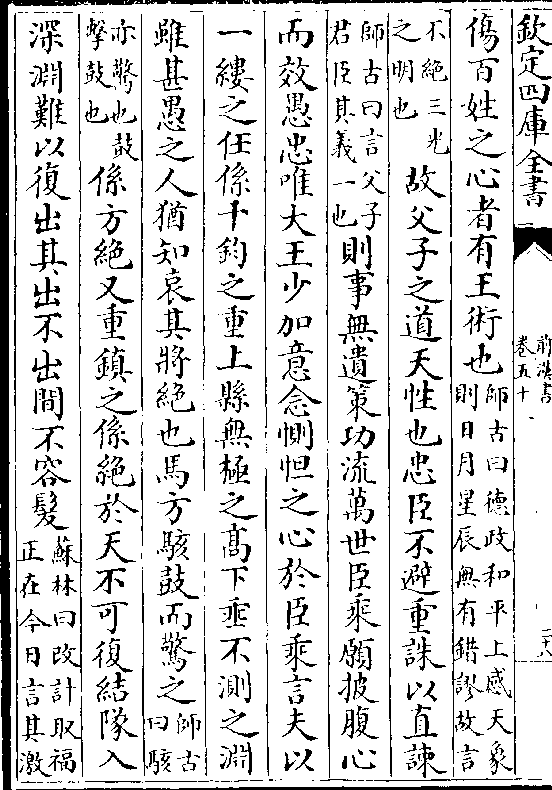 欽定四庫全書
前漢書
卷五十
傷百姓之心者有王術也師古曰德政和平上感天象則日月星辰無有錯謬故言
不絶三光之明也故父子之道天性也忠臣不避重誅以直諫
師古曰言父子君臣其義一也則事無遺策功流萬世臣乘願披腹心
而效愚忠唯大王少加意念惻怛之心於臣乘言夫以
一縷之任係千鈞之重上縣無極之髙下垂不測之淵
雖甚愚之人猶知哀其將絶也馬方駭鼓而驚之師古曰駭
亦驚也鼓擊鼓也係方絶又重鎮之係絶於天不可復結隊入
深淵難以復出其出不出間不容髪蘇林曰改計取福正在今日言其激